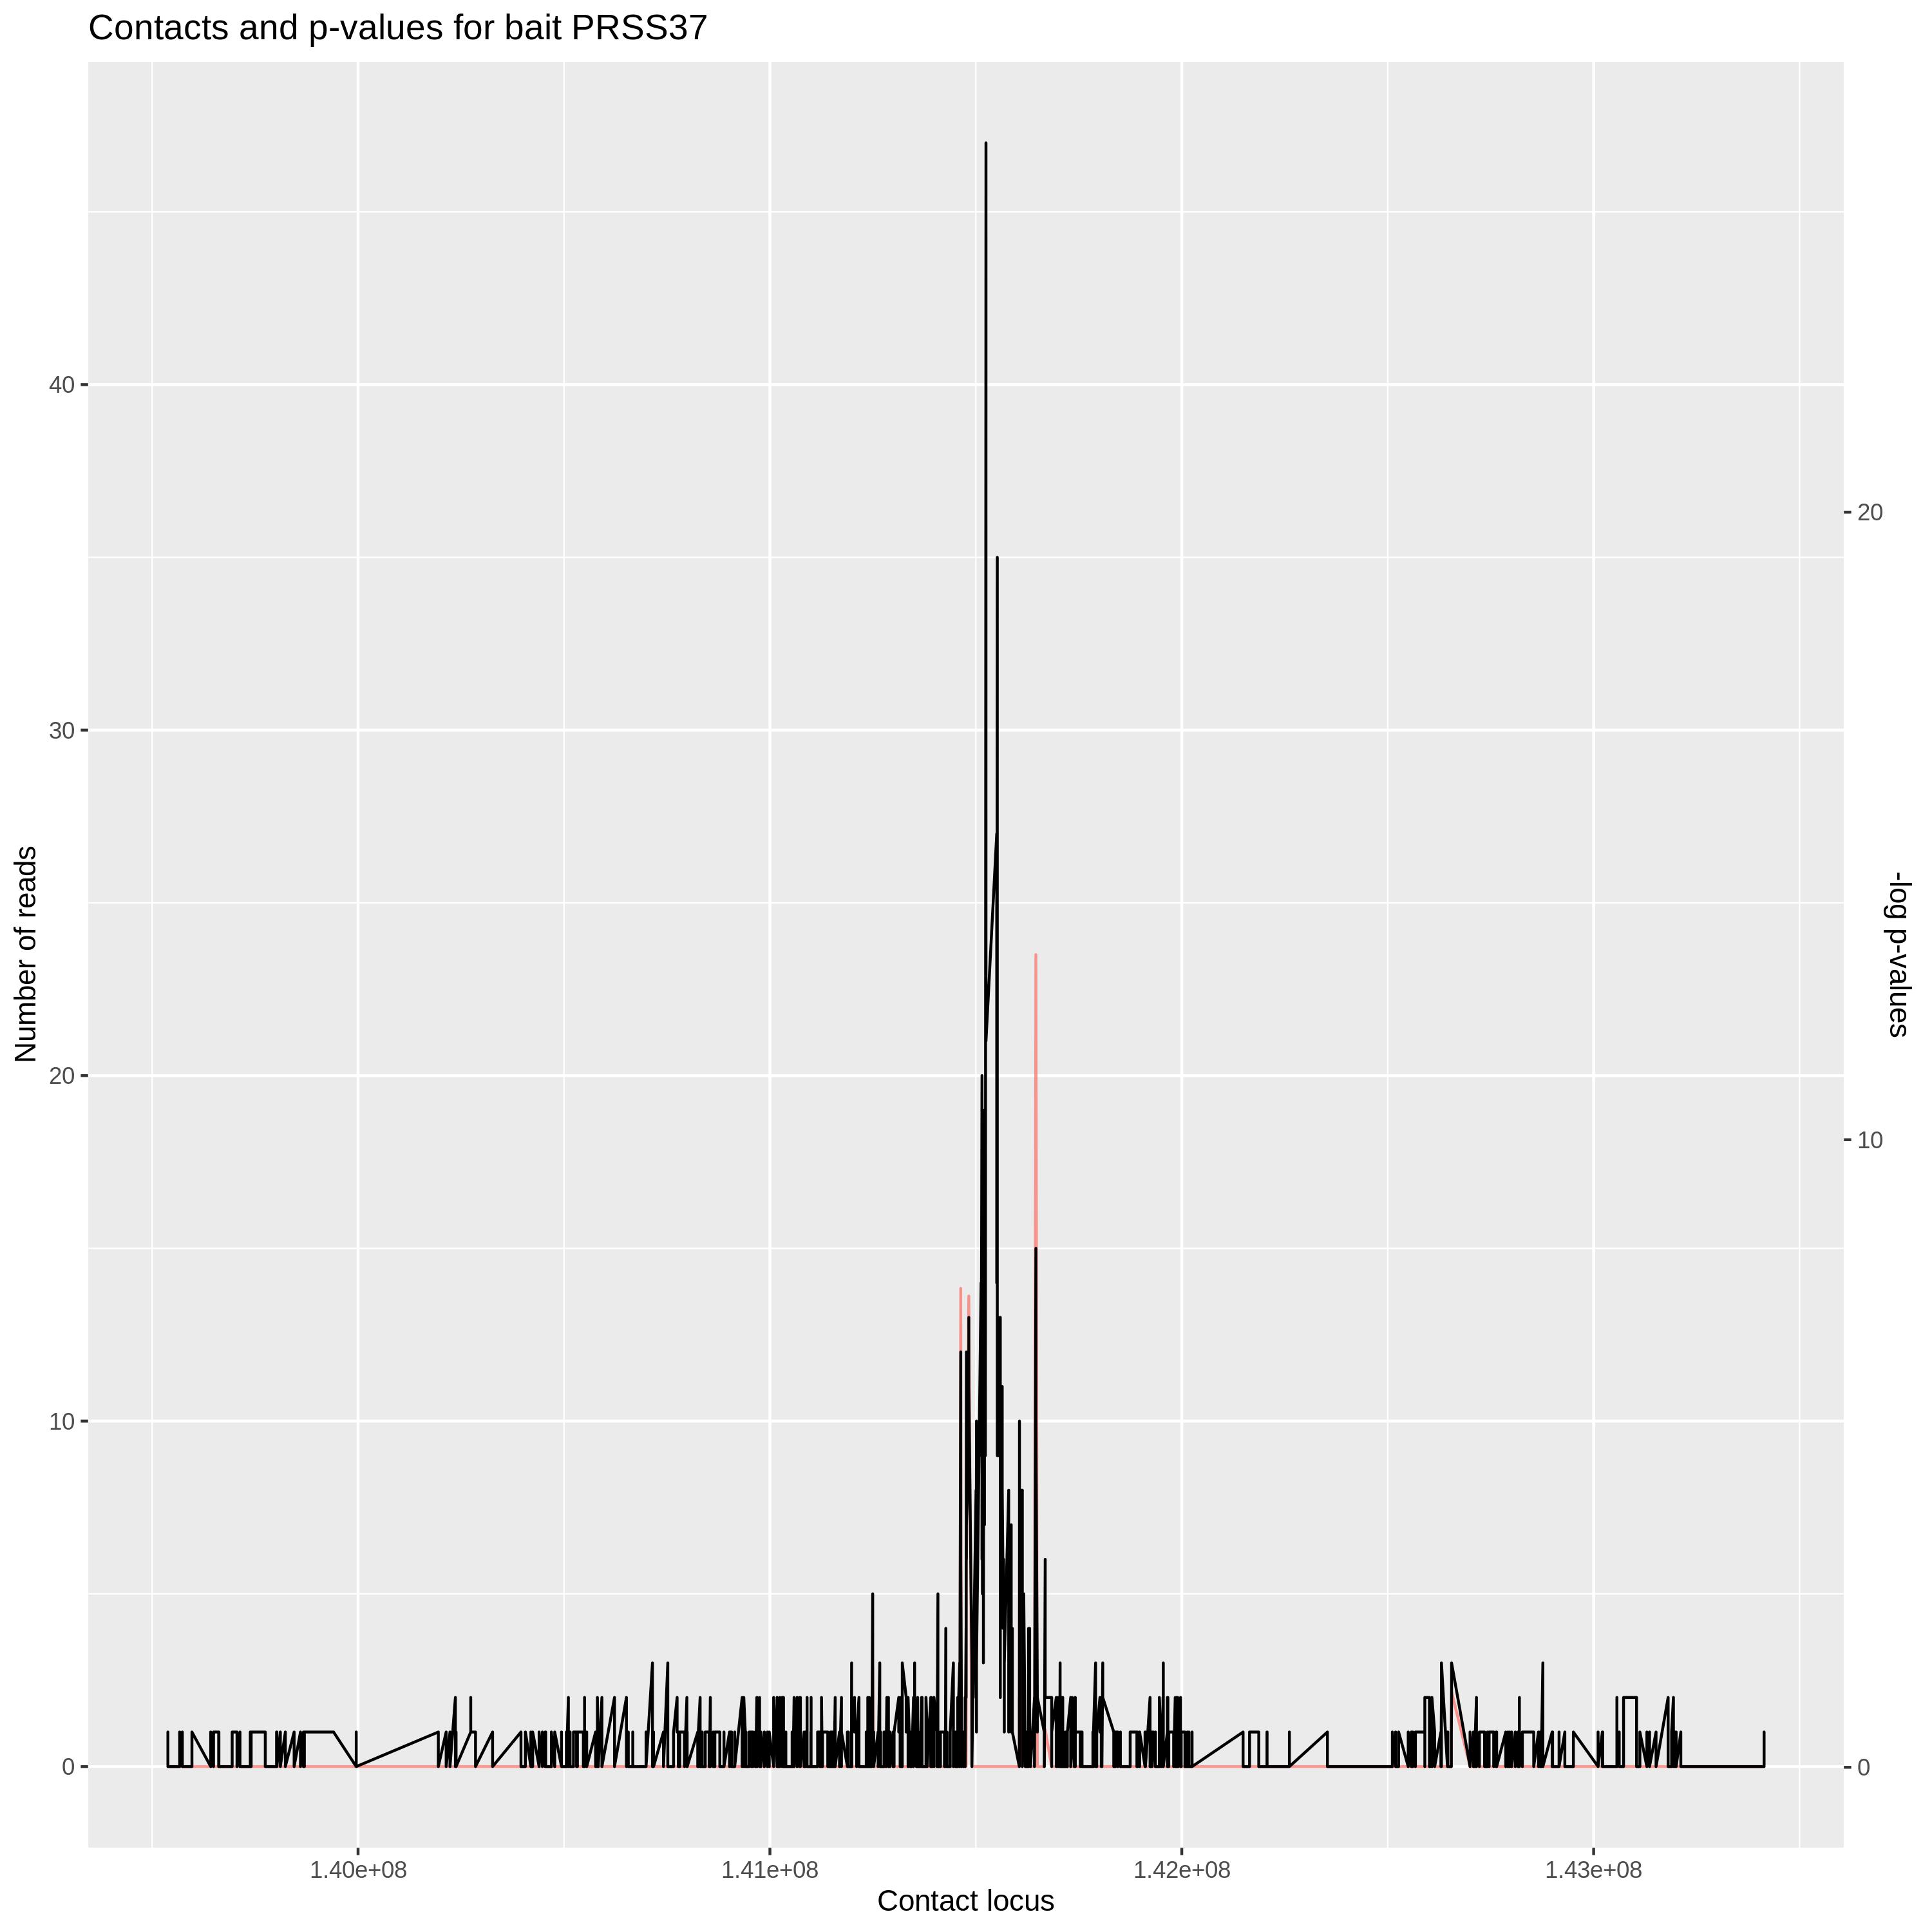 Contacts and p-values for bait PRSS37
Number of reads
40
30
20
10
0
20
10
0
-log p-values
1.40e+08
1.41e+08
1.42e+08
1.43e+08
Contact locus